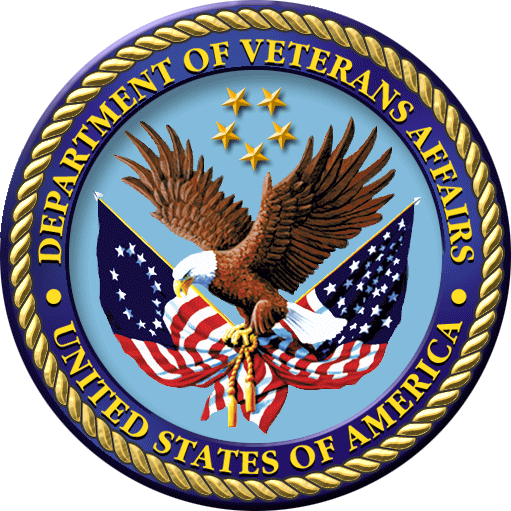 DEPARTMENT OF VETERANS AFFAIRS
UNITED STATES OF AMERICA